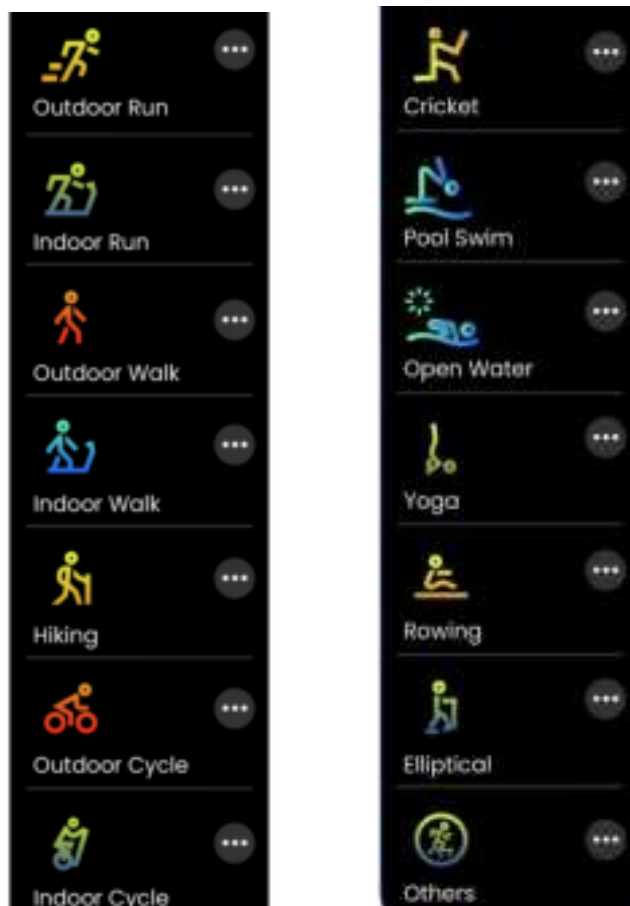 Outdoor Run
Indoor Run
Outdoor Walk
Indoor Walk
Hiking
Outdoor Cycle
Indoor Cycle
Cricket
Pool Swim
Open Water
Yoga
Rowing
Elliptical
Others